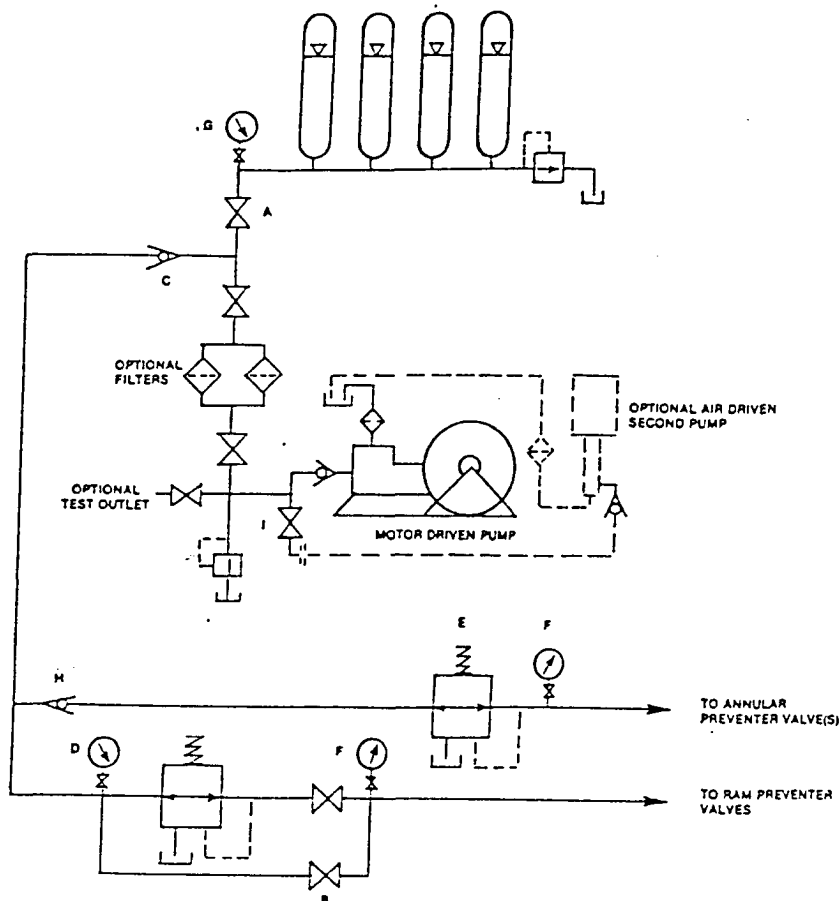 G
A
C
OPTIONAL
FILTERS
OPTIONAL AIR DRIVEN
SECOND PUMP
OPTIONAL
TEST OUTLET
I
MOTOR DRIVEN PUMP
E
F
H
TO ANNULAR
PREVENTER VALVE(S)
D
F
TO RAM PREVENTER
VALVES